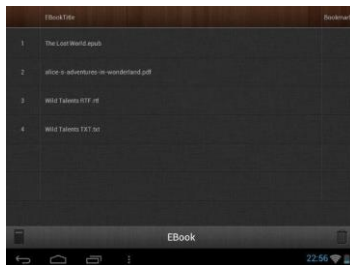 EBookTitle Bookmar
1 The Lost World.epub
2 alice-s-adventures-in-wonderland.pdf
3 Wild Talents RTF.rtf
4 Wild Talents TXT.txt
EBook
22:56